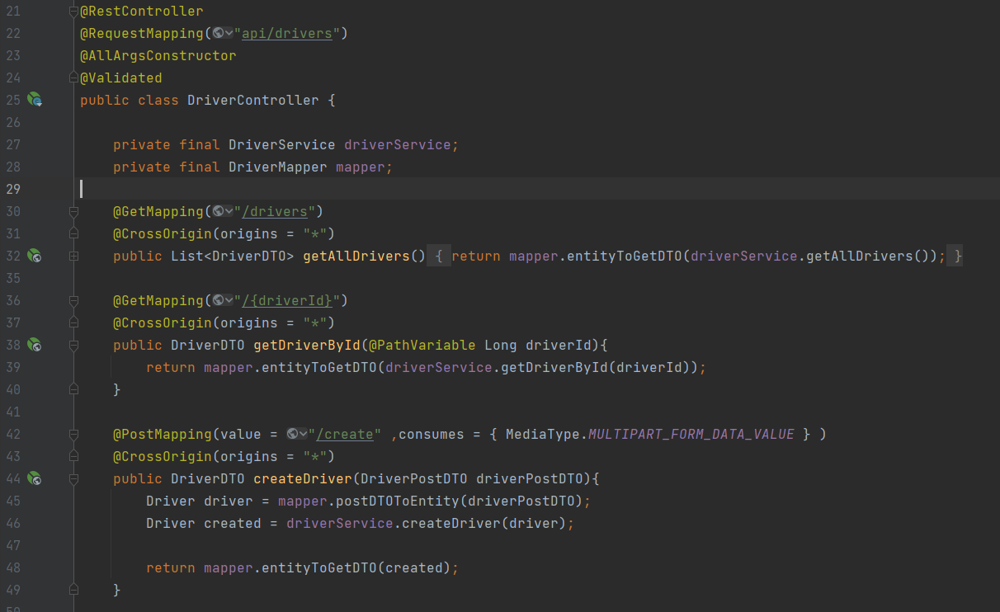 21 @RestController
22 @RequestMapping("api/drivers")
23 @AllArgsConstructor
24 @Validated
25 public class DriverController {
26
27     private final DriverService driverService;
28     private final DriverMapper mapper;
29
30     @GetMapping("/drivers")
31     @CrossOrigin(origins = "*")
32     public List<DriverDTO> getAllDrivers() { return mapper.entityToGetDTO(driverService.getAllDrivers()); }
35
36     @GetMapping("/{driverId}")
37     @CrossOrigin(origins = "*")
38     public DriverDTO getDriverById(@PathVariable Long driverId){
39         return mapper.entityToGetDTO(driverService.getDriverById(driverId));
40     }
41
42     @PostMapping(value = "/create" ,consumes = { MediaType.MULTIPART_FORM_DATA_VALUE } )
43     @CrossOrigin(origins = "*")
44     public DriverDTO createDriver(DriverPostDTO driverPostDTO){
45         Driver driver = mapper.postDTOToEntity(driverPostDTO);
46         Driver created = driverService.createDriver(driver);
47
48         return mapper.entityToGetDTO(created);
49     }
50